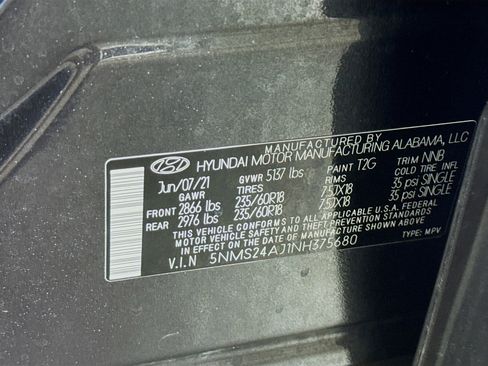 MANUFACTURED BY
HYUNDAI MOTOR MANUFACTURING ALABAMA, LLC
Jun/07/21 GVWR 5137 lbs PAINT T2G TRIM NNB
TIRES RIMS COLD TIRE INFL
FRONT 2866 lbs 235/60R18 7.5JX18 35 psi SINGLE
REAR 2976 lbs 235/60R18 7.5JX18 35 psi SINGLE
THIS VEHICLE CONFORMS TO ALL APPLICABLE U.S.A. FEDERAL
MOTOR VEHICLE SAFETY AND BUMPER AND THEFT
PREVENTION STANDARDS IN EFFECT ON THE DATE OF
MANUFACTURE SHOWN ABOVE.
V.I.N 5NMS24AJ1NH375680 TYPE: MPV